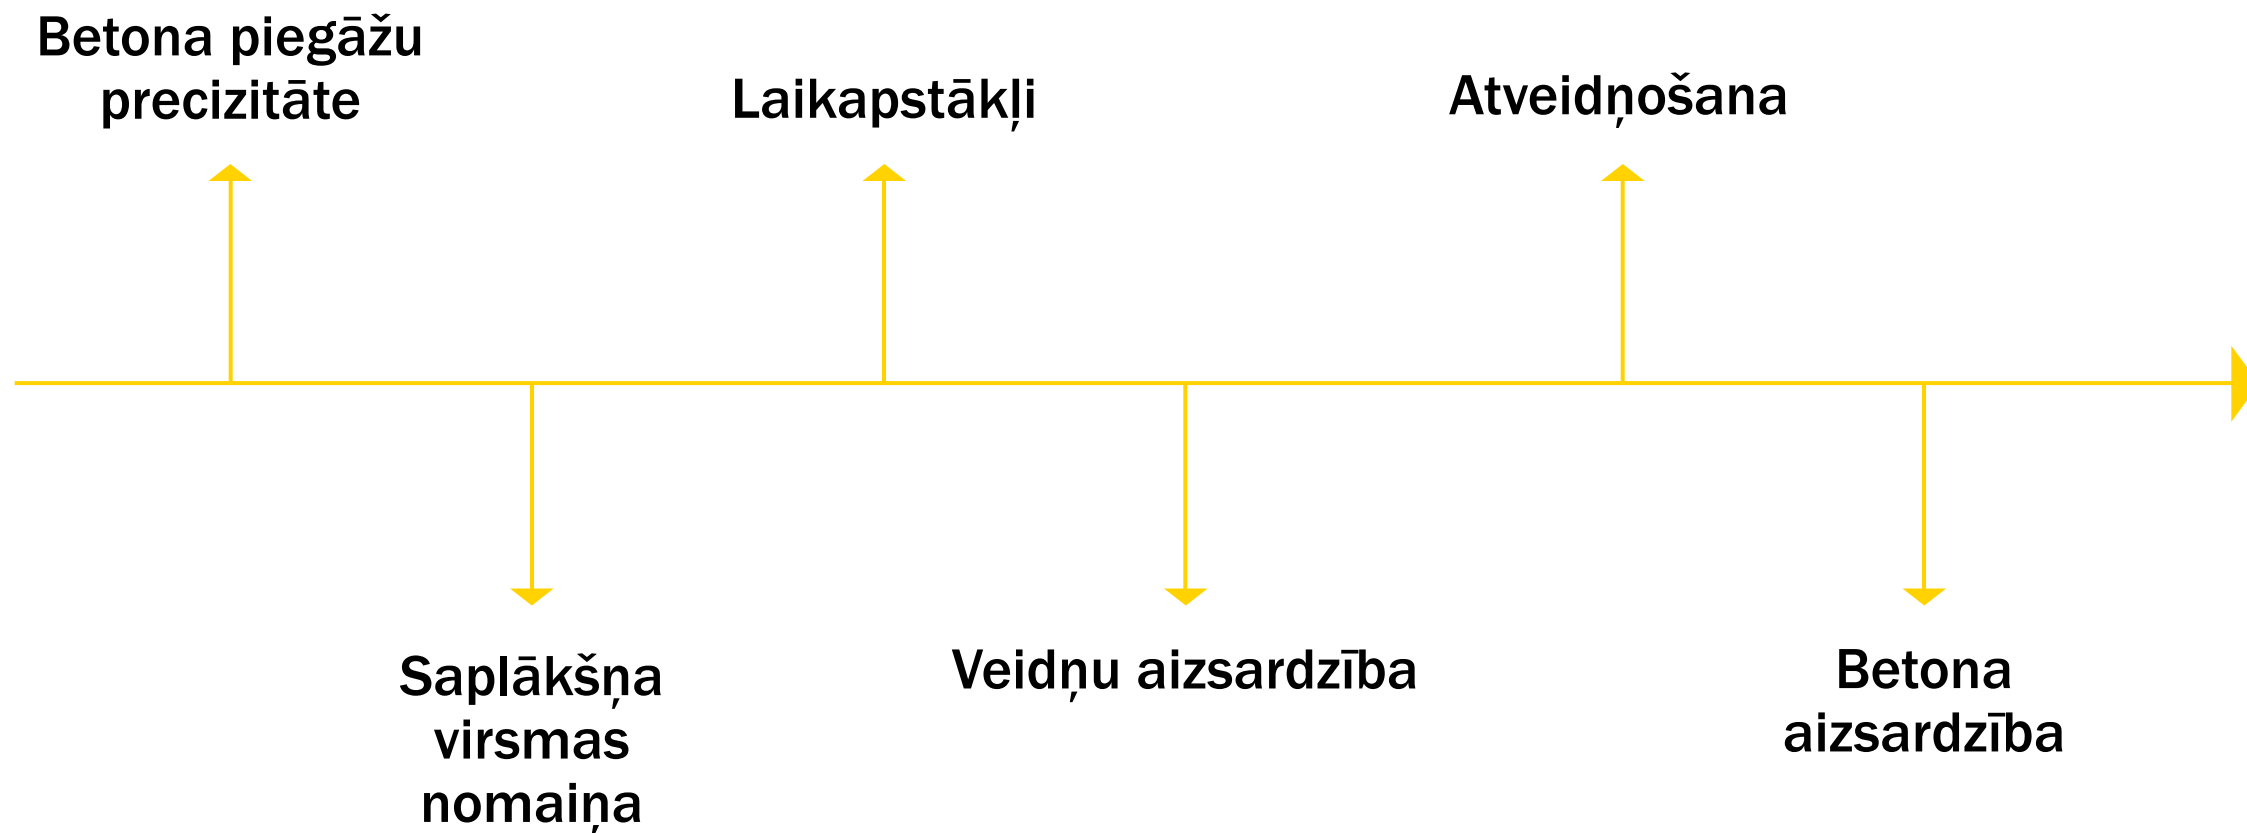 Betona piegāžu
precizitāte
Laikapstākļi
Atveidņošana
Saplākšņa
virsmas
nomaiņa
Veidņu aizsardzība
Betona
aizsardzība